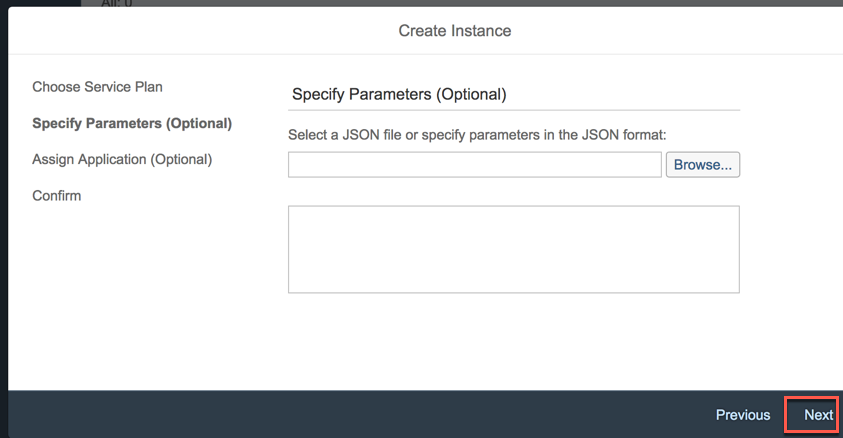 All: 0
Create Instance
Choose Service Plan
Specify Parameters (Optional)
Assign Application (Optional)
Confirm
Specify Parameters (Optional)
Select a JSON file or specify parameters in the JSON format:
Browse...
Previous
Next